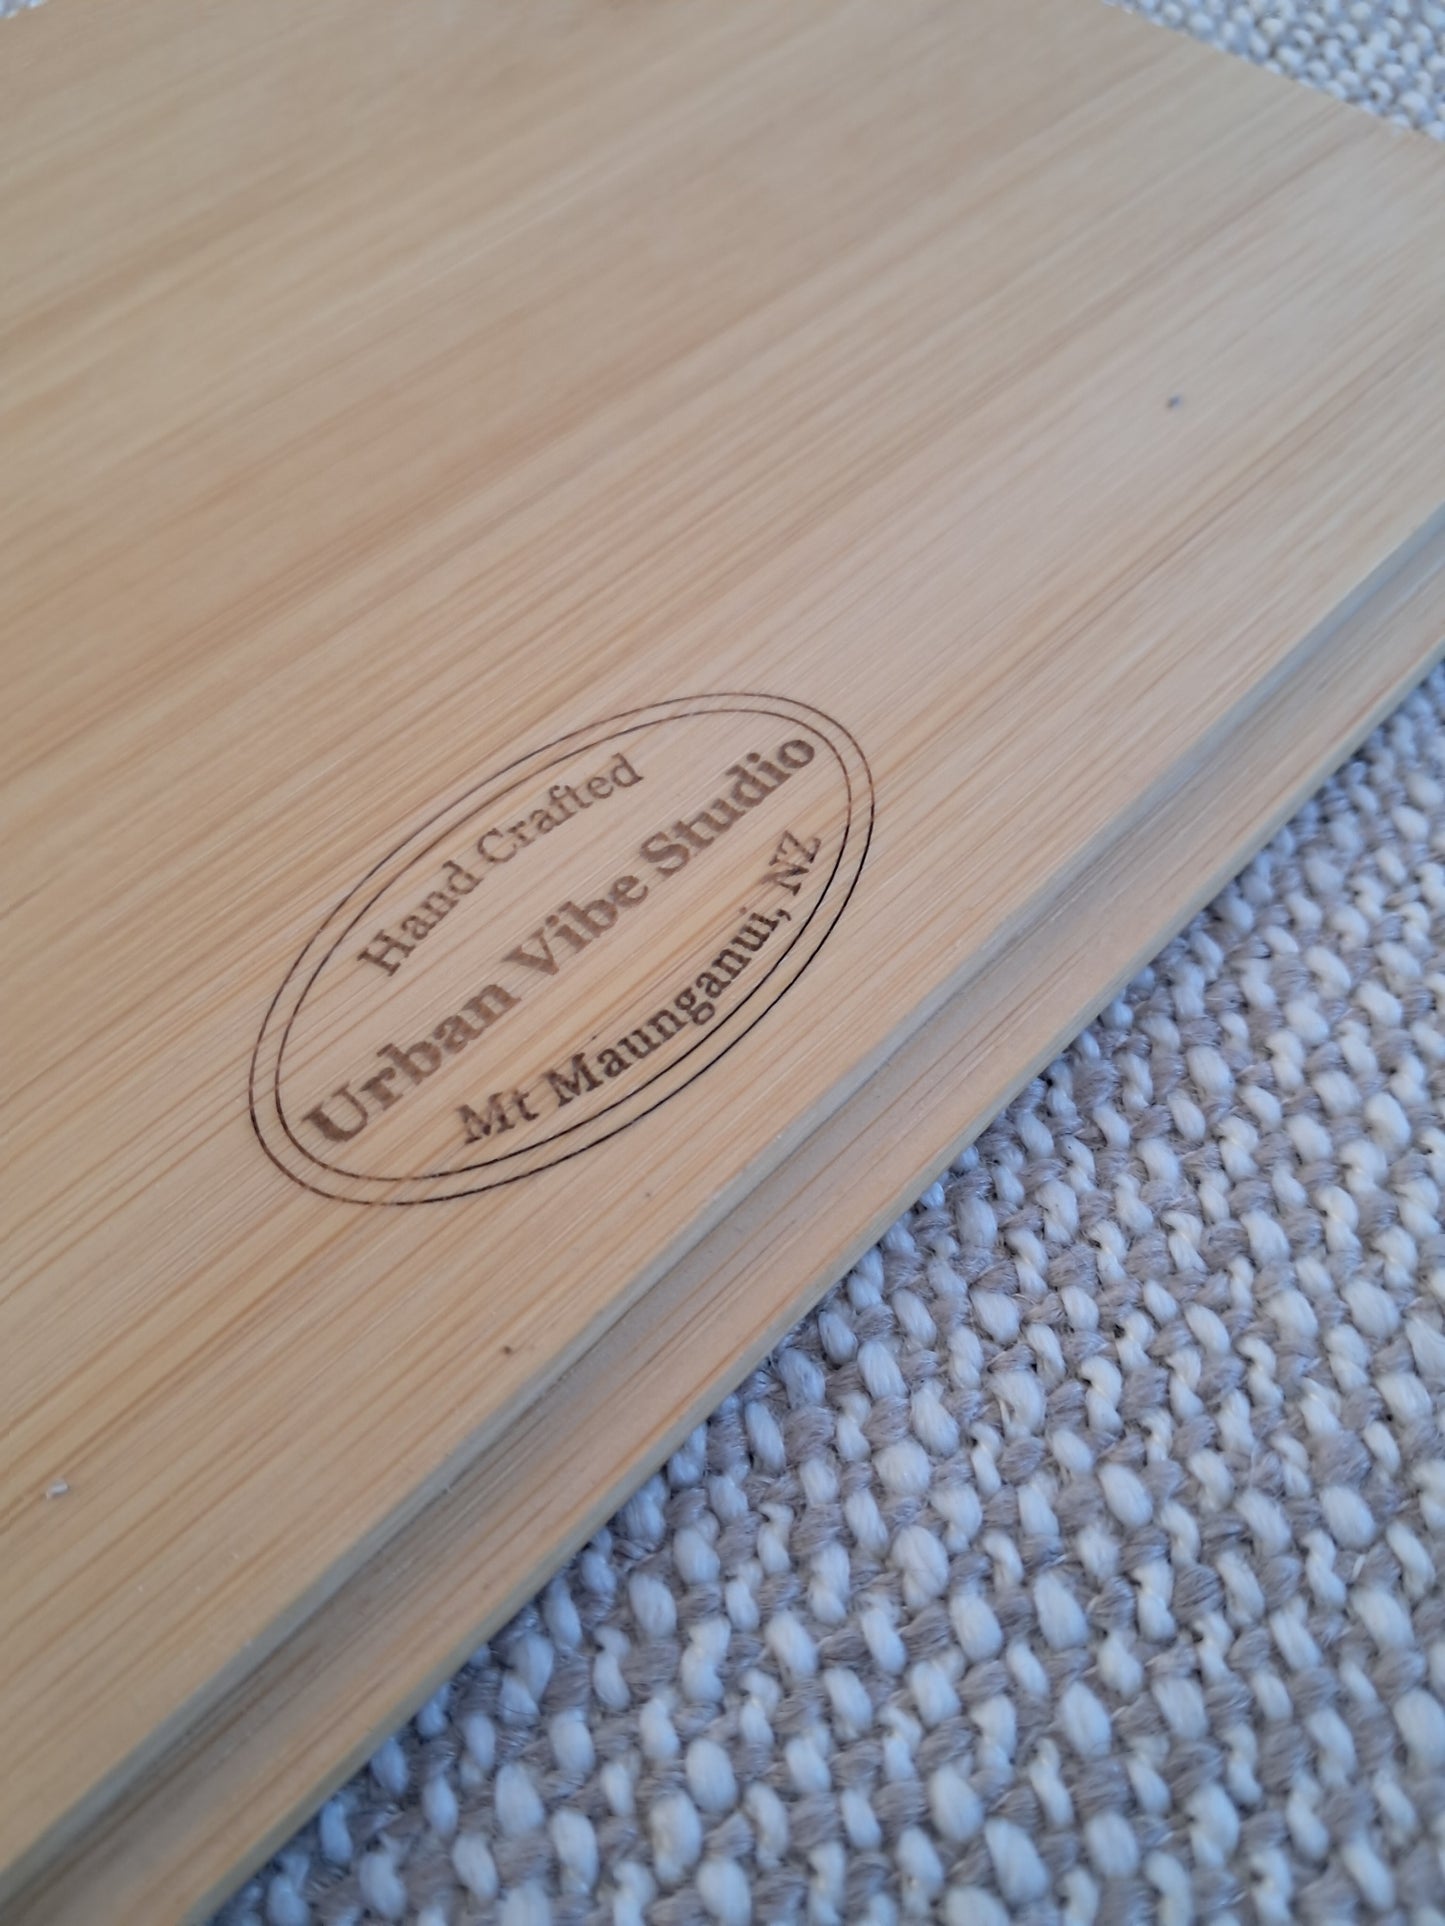 Hand Crafted
Urban Vibe Studio
Mt Maunganui, NZ